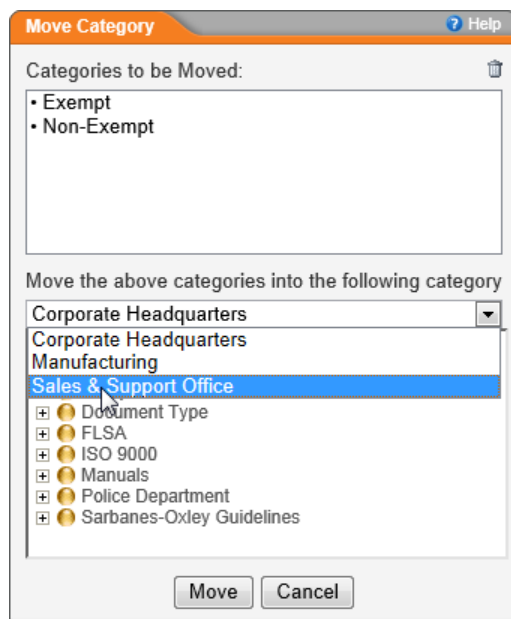 Move Category
Help
Categories to be Moved:
• Exempt
• Non-Exempt
Move the above categories into the following category
Corporate Headquarters
Corporate Headquarters
Manufacturing
Sales & Support Office
Document Type
FLSA
ISO 9000
Manuals
Police Department
Sarbanes-Oxley Guidelines
Move
Cancel